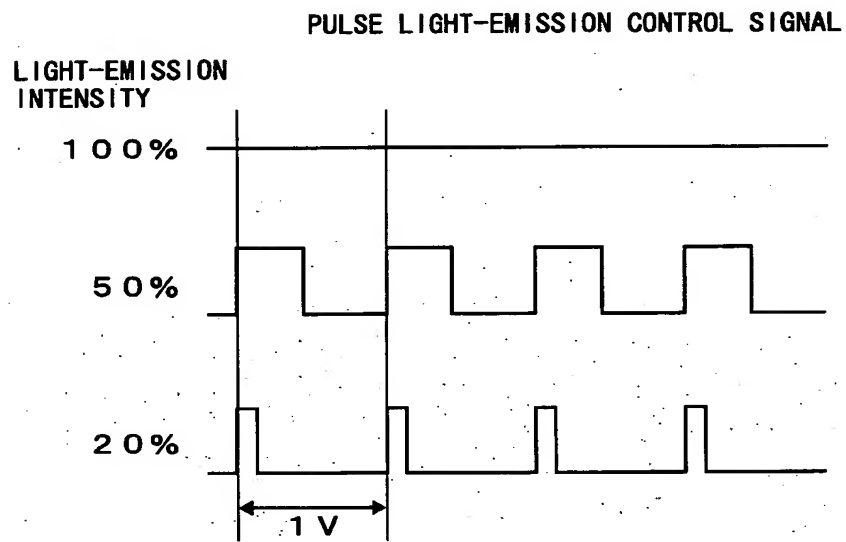 PULSE LIGHT-EMISSION CONTROL SIGNAL
LIGHT-EMISSION
INTENSITY
100%
50%
20%
1V